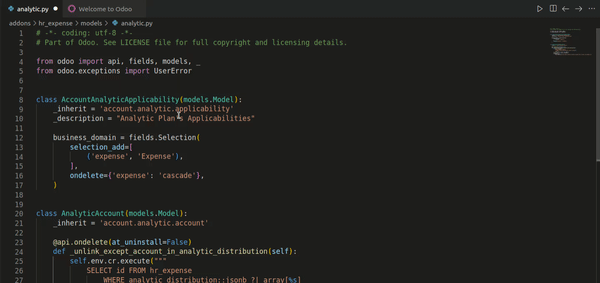 analytic.py
Welcome to Odoo
addons > hr_expense > models > analytic.py
1 # -*- coding: utf-8 -*-
2 # Part of Odoo. See LICENSE file for full copyright and licensing details.
3
4 from odoo import api, fields, models, _
5 from odoo.exceptions import UserError
6
7
8 class AccountAnalyticApplicability(models.Model):
9 _inherit = 'account.analytic.applicability'
10 _description = "Analytic Plan's Applicabilities"
11
12 business_domain = fields.Selection(
13 selection_add=[
14 ('expense', 'Expense'),
15 ],
16 ondelete={'expense': 'cascade'},
17 )
18
19
20 class AnalyticAccount(models.Model):
21 _inherit = 'account.analytic.account'
22
23 @api.ondelete(at_uninstall=False)
24 def _unlink_except_account_in_analytic_distribution(self):
25 self.env.cr.execute("""
26 SELECT id FROM hr_expense
27 WHERE analytic_distribution::jsonb ?| array[%s]